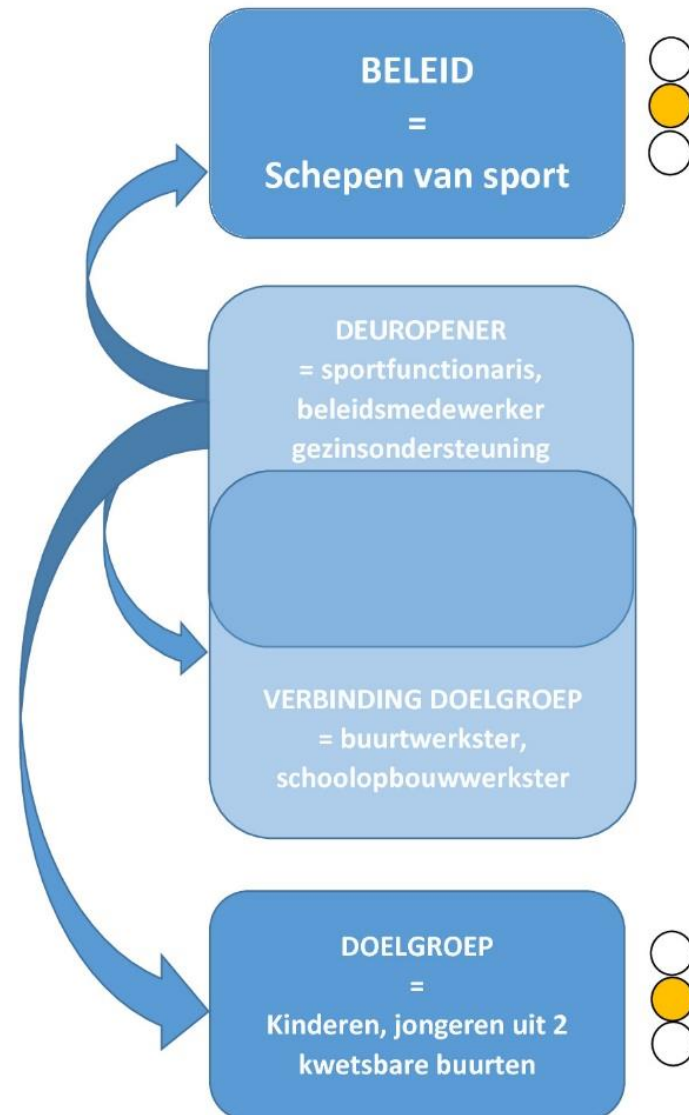 BELEID
=
Schepen van sport
DEUROPENER
= sportfunctionaris,
beleidsmedewerker
gezinsondersteuning
VERBINDING DOELGROEP
= buurtwerkster,
schoolopbouwwerkster
DOELGROEP
=
Kinderen, jongeren uit 2
kwetsbare buurten